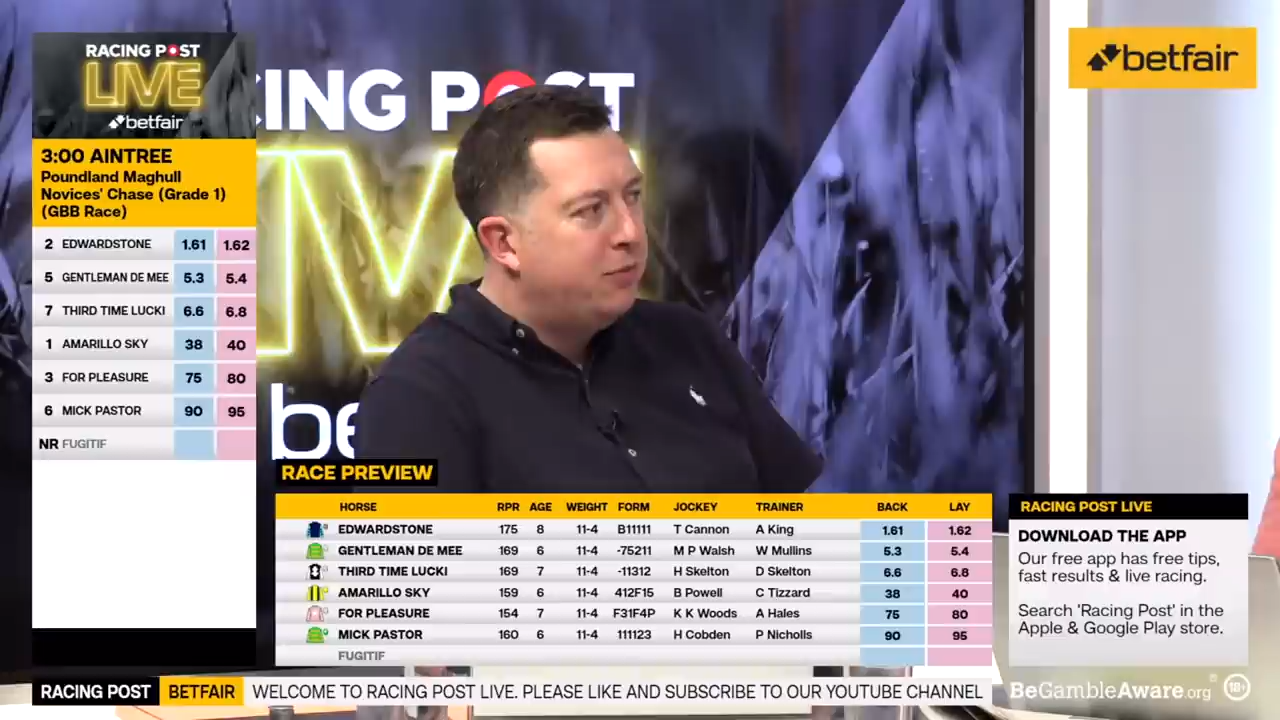 RACING POST
LIVE
betfair
3:00 AINTREE
Poundland Maghull
Novices' Chase (Grade 1)
(GBB Race)
2 EDWARDSTONE 1.61 1.62
5 GENTLEMAN DE MEE 5.3 5.4
7 THIRD TIME LUCKI 6.6 6.8
1 AMARILLO SKY 38 40
3 FOR PLEASURE 75 80
6 MICK PASTOR 90 95
NR FUGITIF
CING POST
be
betfair
RACE PREVIEW
HORSE RPR AGE WEIGHT FORM JOCKEY TRAINER BACK LAY
EDWARDSTONE 175 8 11-4 B11111 T Cannon A King 1.61 1.62
GENTLEMAN DE MEE 169 6 11-4 -75211 M P Walsh W Mullins 5.3 5.4
THIRD TIME LUCKI 169 7 11-4 -11312 H Skelton D Skelton 6.6 6.8
AMARILLO SKY 159 6 11-4 412F15 B Powell C Tizzard 38 40
FOR PLEASURE 154 7 11-4 F31F4P K K Woods A Hales 75 80
MICK PASTOR 160 6 11-4 111123 H Cobden P Nicholls 90 95
FUGITIF
RACING POST LIVE
DOWNLOAD THE APP
Our free app has free tips,
fast results & live racing.
Search 'Racing Post' in the
Apple & Google Play store.
RACING POST BETFAIR WELCOME TO RACING POST LIVE. PLEASE LIKE AND SUBSCRIBE TO OUR YOUTUBE CHANNEL
BeGambleAware.org 18+